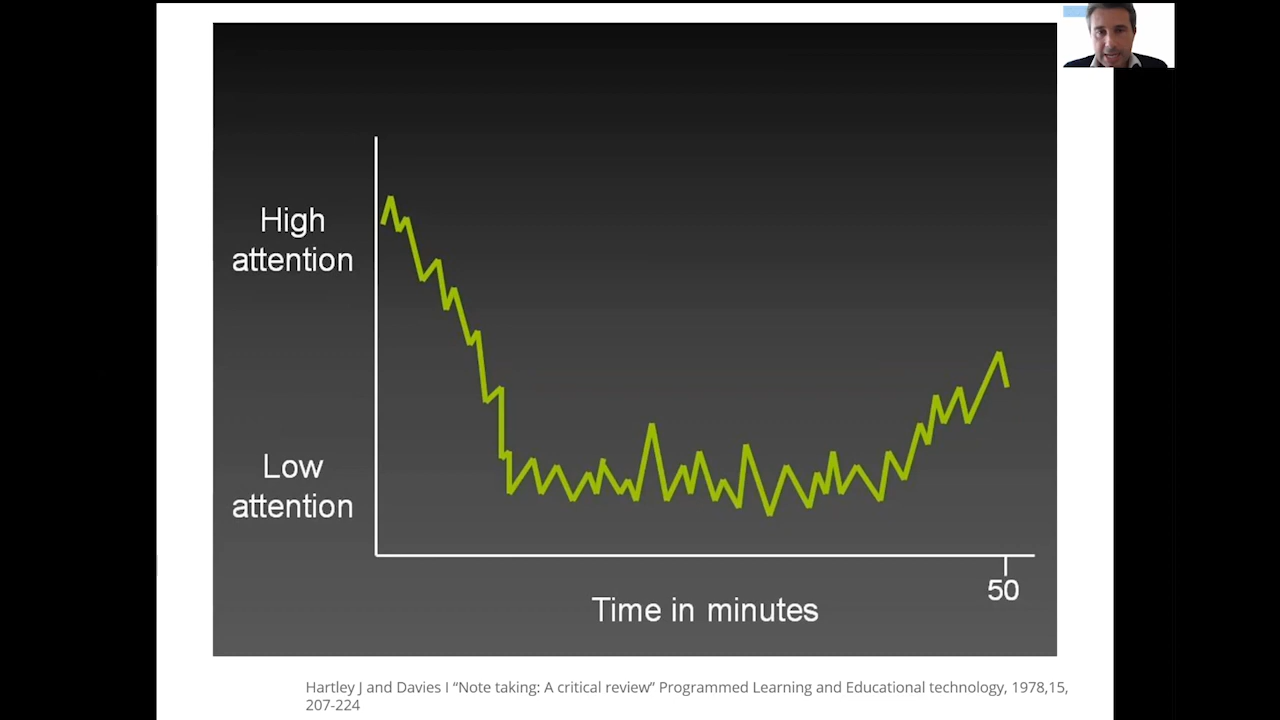 High
attention
Low
attention
50
Time in minutes
Hartley J and Davies I “Note taking: A critical review” Programmed Learning and Educational technology, 1978,15,
207-224